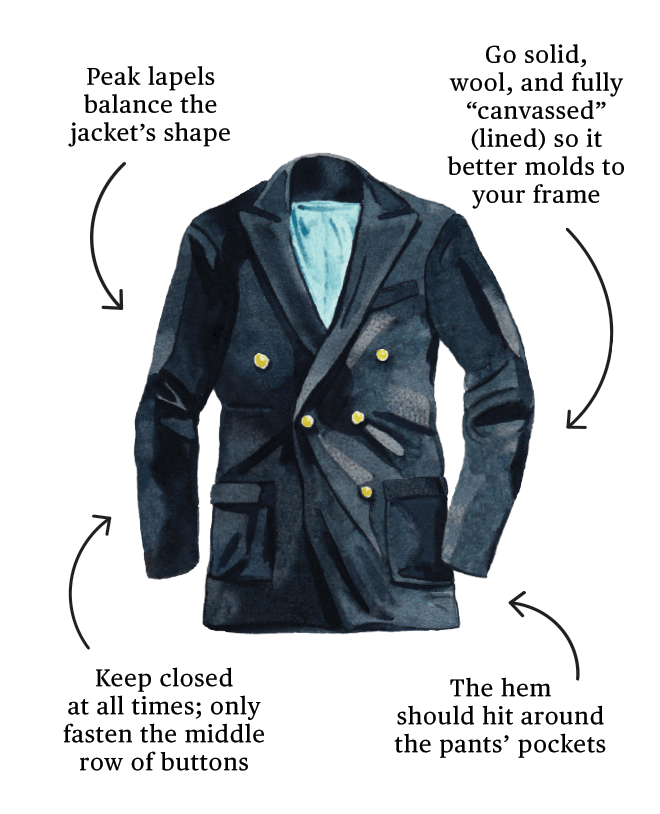 Peak lapels
balance the
jacket’s shape
Go solid,
wool, and fully
“canvassed”
(lined) so it
better molds to
your frame
Keep closed
at all times; only
fasten the middle
row of buttons
The hem
should hit around
the pants’ pockets